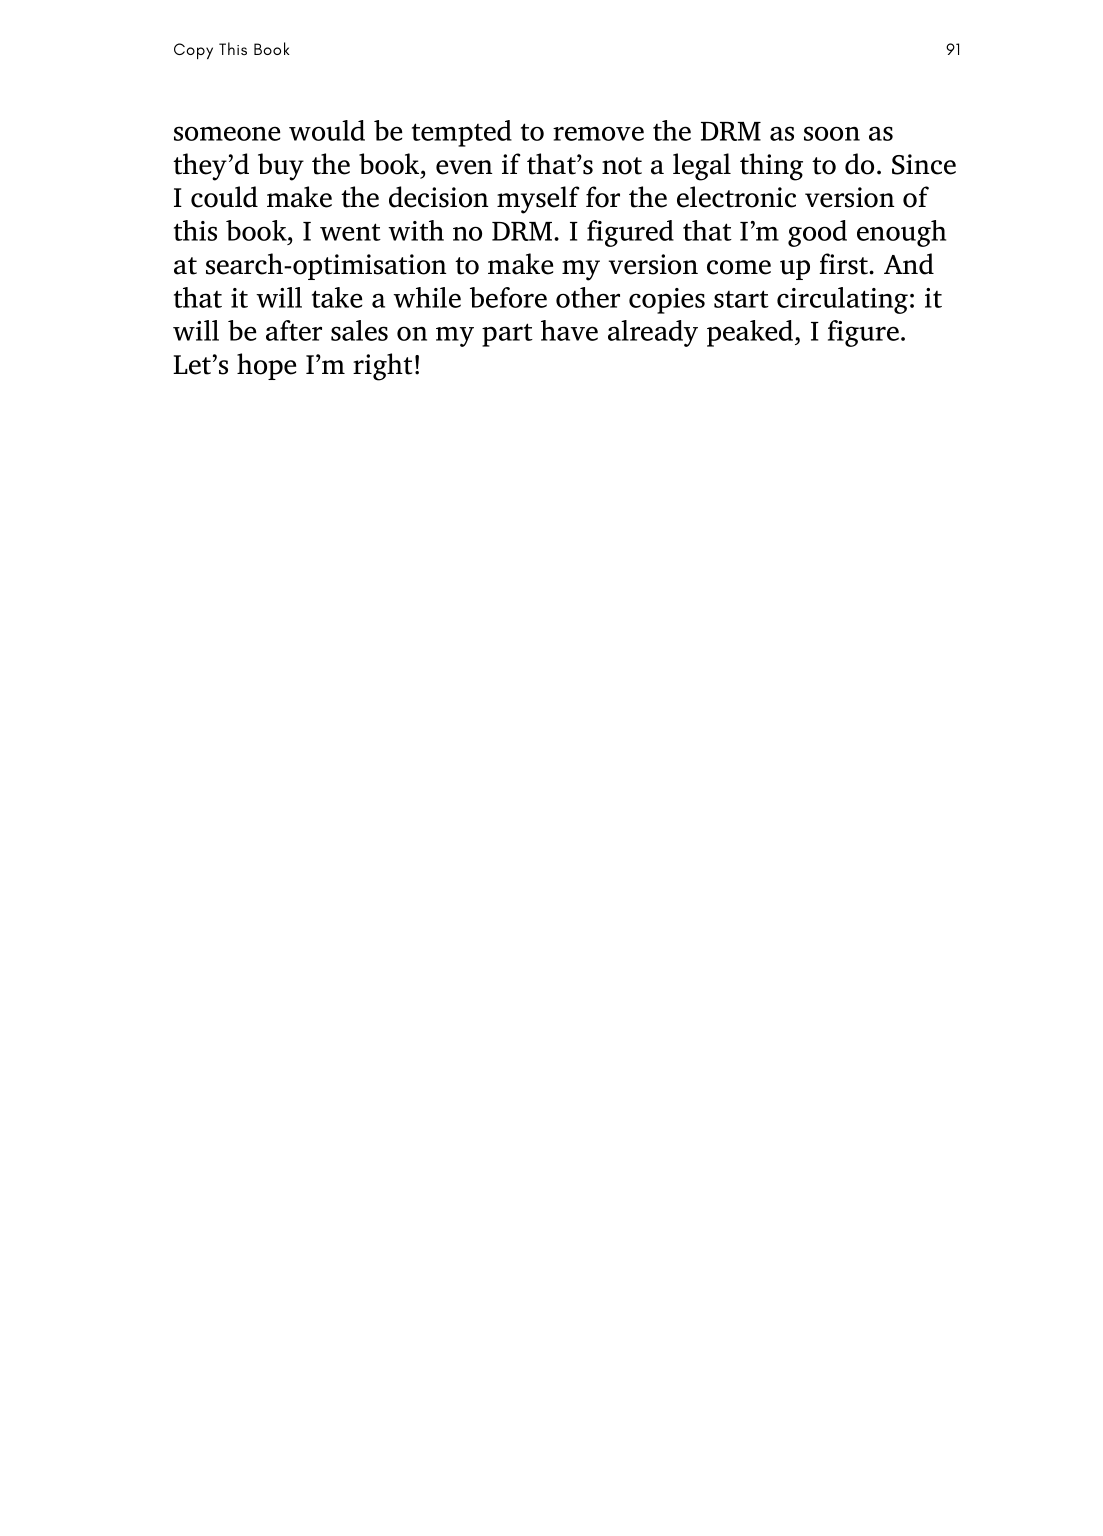 Copy This Book 91
someone would be tempted to remove the DRM as soon as
they’d buy the book, even if that’s not a legal thing to do. Since
I could make the decision myself for the electronic version of
this book, I went with no DRM. I figured that I’m good enough
at search-optimisation to make my version come up first. And
that it will take a while before other copies start circulating: it
will be after sales on my part have already peaked, I figure.
Let’s hope I’m right!